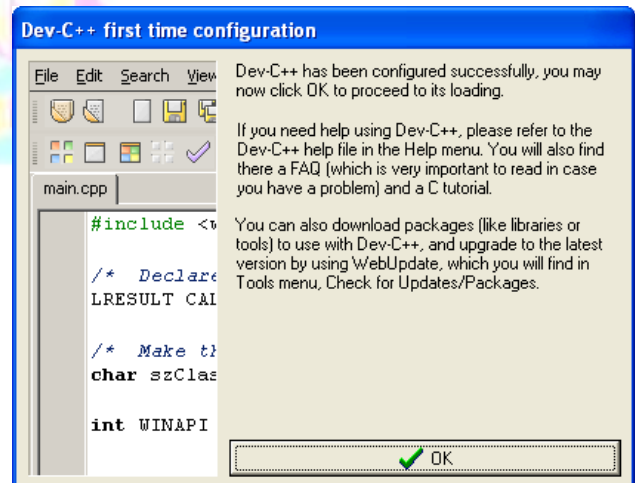 Dev-C++ first time configuration
File Edit Search View
main.cpp
#include <w
/* Declare
LRESULT CAL
/* Make th
char szClas
int WINAPI
Dev-C++ has been configured successfully, you may
now click OK to proceed to its loading.
If you need help using Dev-C++, please refer to the
Dev-C++ help file in the Help menu. You will also find
there a FAQ (which is very important to read in case
you have a problem) and a C tutorial.
You can also download packages (like libraries or
tools) to use with Dev-C++, and upgrade to the latest
version by using WebUpdate, which you will find in
Tools menu, Check for Updates/Packages.
OK